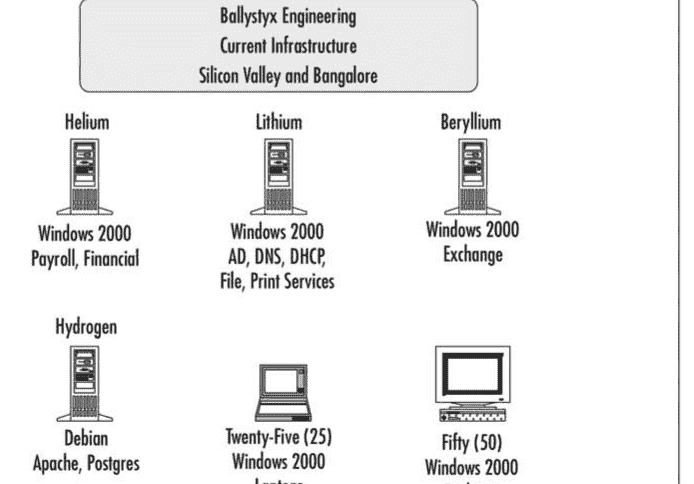 Ballystyx Engineering
Current Infrastructure
Silicon Valley and Bangalore
Helium
Lithium
Beryllium
Windows 2000
Payroll, Financial
Windows 2000
AD, DNS, DHCP,
File, Print Services
Windows 2000
Exchange
Hydrogen
Debian
Apache, Postgres
Twenty-Five (25)
Windows 2000
Fifty (50)
Windows 2000